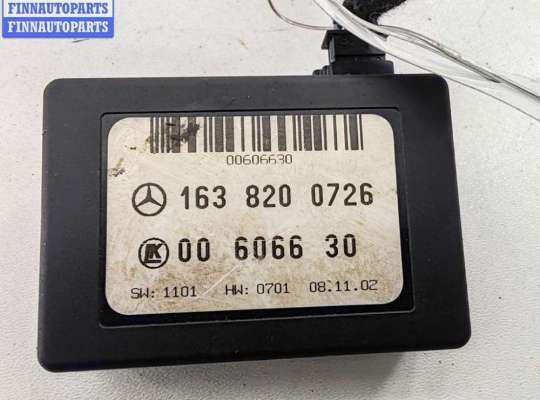 FINNAUTOPARTS
FINNAUTOPARTS
00606630
163 820 0726
K 00 6066 30
SW: 1101 HW: 0701 08.11.02